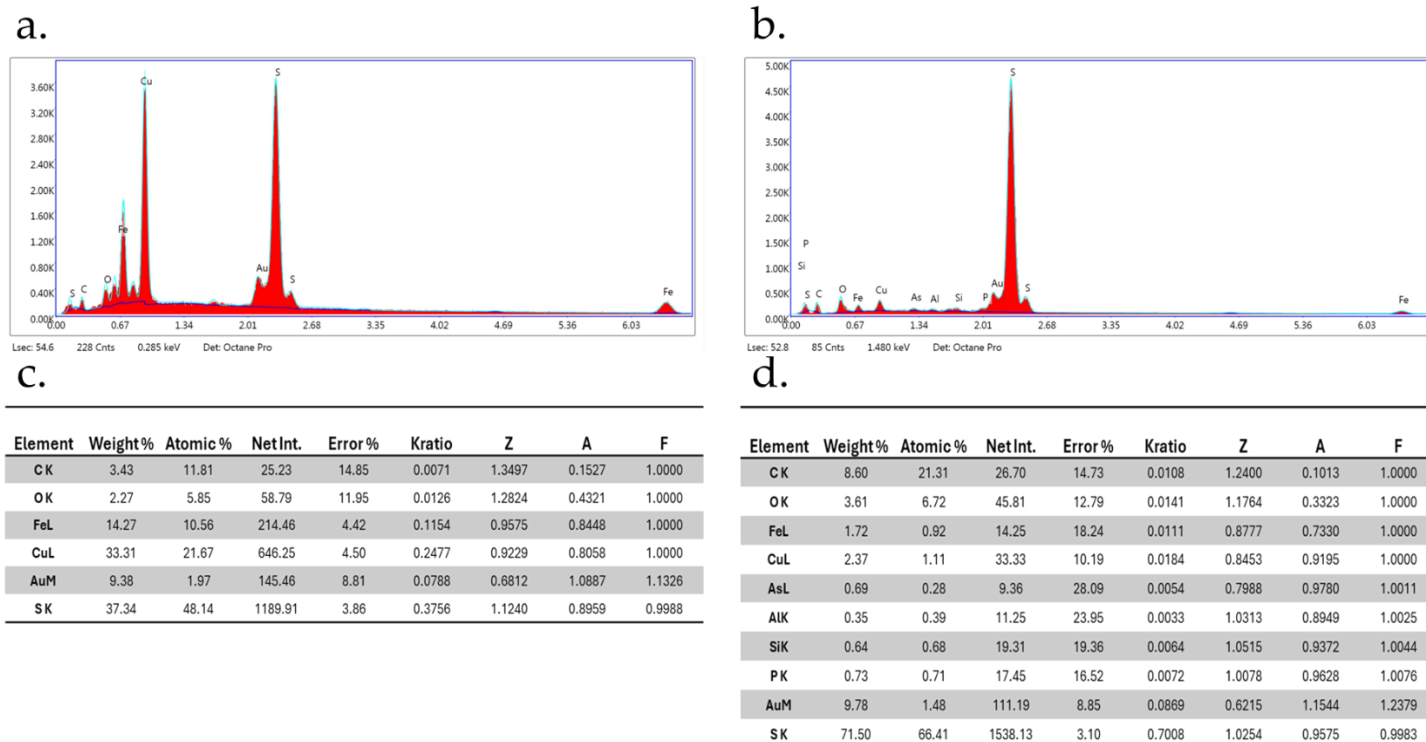 a.
Cu
S
3.60K
3.20K
2.80K
2.40K
2.00K
1.60K
Fe
1.20K
0.80K
Au
O
S
C
S
Fe
0.40K
0.00K
0.00 0.67 1.34 2.01 2.68 3.35 4.02 4.69 5.36 6.03
Lsec: 54.6 228 Cnts 0.285 keV Det: Octane Pro
b.
5.00K
S
4.50K
4.00K
3.50K
3.00K
2.50K
2.00K
1.50K
P
Si
1.00K
0.50K
S C O Fe Cu As Al Si P Au S Fe
0.00K
0.00 0.67 1.34 2.01 2.68 3.35 4.02 4.69 5.36 6.03
Lsec: 52.8 85 Cnts 1.480 keV Det: Octane Pro
c.
Element Weight % Atomic % Net Int. Error % Kratio Z A F
C K 3.43 11.81 25.23 14.85 0.0071 1.3497 0.1527 1.0000
O K 2.27 5.85 58.79 11.95 0.0126 1.2824 0.4321 1.0000
FeL 14.27 10.56 214.46 4.42 0.1154 0.9575 0.8448 1.0000
CuL 33.31 21.67 646.25 4.50 0.2477 0.9229 0.8058 1.0000
AuM 9.38 1.97 145.46 8.81 0.0788 0.6812 1.0887 1.1326
S K 37.34 48.14 1189.91 3.86 0.3756 1.1240 0.8959 0.9988
d.
Element Weight % Atomic % Net Int. Error % Kratio Z A F
C K 8.60 21.31 26.70 14.73 0.0108 1.2400 0.1013 1.0000
O K 3.61 6.72 45.81 12.79 0.0141 1.1764 0.3323 1.0000
FeL 1.72 0.92 14.25 18.24 0.0111 0.8777 0.7330 1.0000
CuL 2.37 1.11 33.33 10.19 0.0184 0.8453 0.9195 1.0000
AsL 0.69 0.28 9.36 28.09 0.0054 0.7988 0.9780 1.0011
AlK 0.35 0.39 11.25 23.95 0.0033 1.0313 0.8949 1.0025
SiK 0.64 0.68 19.31 19.36 0.0064 1.0515 0.9372 1.0044
P K 0.73 0.71 17.45 16.52 0.0072 1.0078 0.9628 1.0076
AuM 9.78 1.48 111.19 8.85 0.0869 0.6215 1.1544 1.2379
S K 71.50 66.41 1538.13 3.10 0.7008 1.0254 0.9575 0.9983